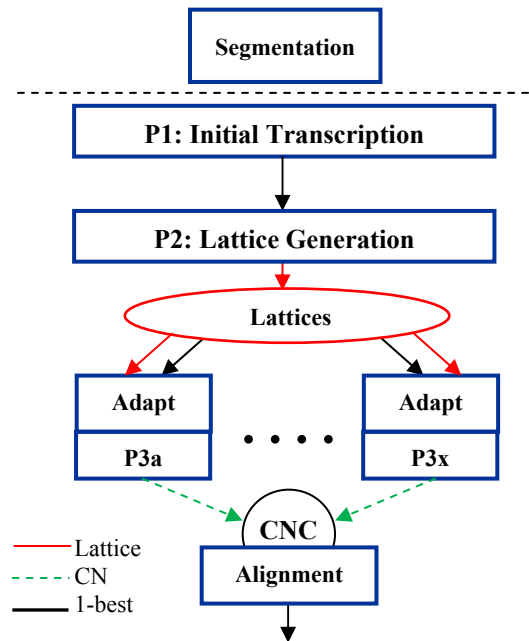 Segmentation
P1: Initial Transcription
P2: Lattice Generation
Lattices
Adapt
Adapt
P3a
P3x
CNC
Alignment
Lattice
CN
1-best